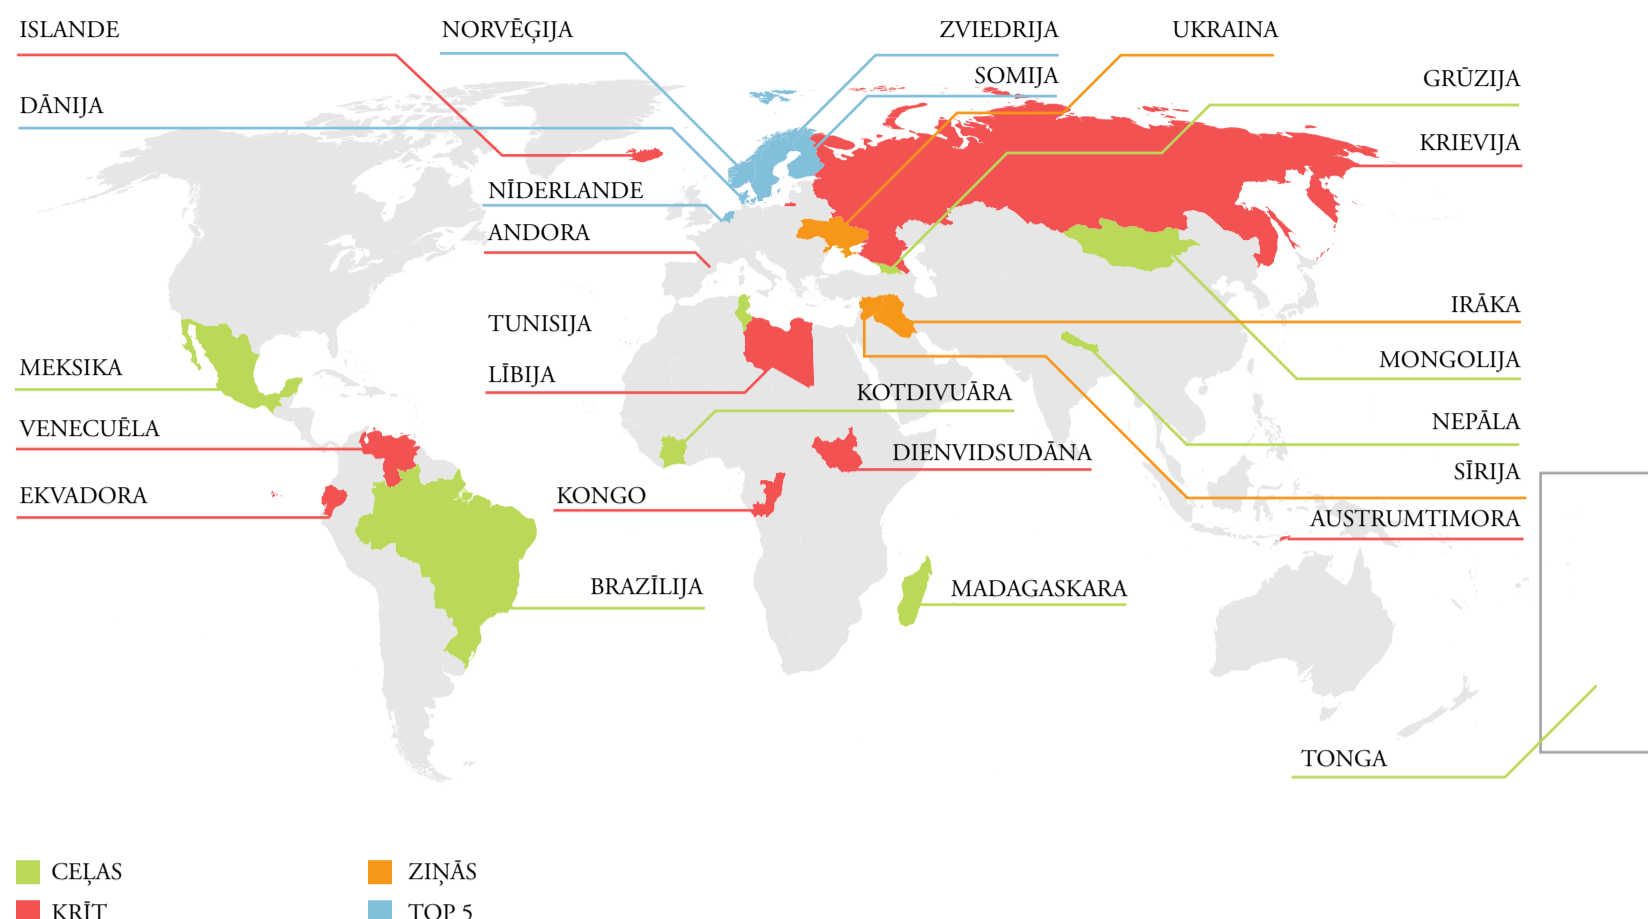 ISLANDE
NORVĒĢIJA
ZVIEDRIJA
UKRAINA
SOMIJA
GRŪZIJA
DĀNIJA
KRIEVIJA
NĪDERLANDE
ANDORA
IRĀKA
TUNISIJA
MONGOLIJA
MEKSIKA
LĪBIJA
KOTDIVUĀRA
NEPĀLA
VENECUĒLA
DIENVIDSUDĀNA
SĪRIJA
EKVADORA
KONGO
AUSTRUMTIMORA
BRAZĪLIJA
MADAGASKARA
TONGA
CEĻAS
ZIŅĀS
KRĪT
TOP 5